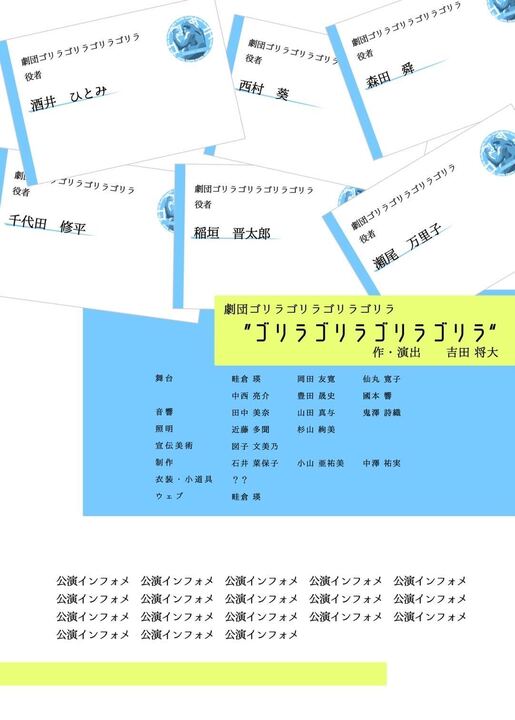 劇団ゴリラゴリラゴリラゴリラ
役者
酒井 ひとみ
劇団ゴリラゴリラゴリラゴリラ
役者
西村 葵
劇団ゴリラゴリラゴリラゴリラ
役者
森田 舜
劇団ゴリラゴリラゴリラゴリラ
役者
千代田 修平
劇団ゴリラゴリラゴリラゴリラ
役者
稲垣 晋太郎
劇団ゴリラゴリラゴリラゴリラ
役者
瀬尾 万里子
劇団ゴリラゴリラゴリラゴリラ
"ゴリラゴリラゴリラゴリラ"
作・演出 吉田 将大
舞台 畦倉 瑛 岡田 友寛 仙丸 寛子
中西 亮介 豊田 晟史 國本 響
音響 田中 美奈 山田 真与 鬼澤 詩織
照明 近藤 多聞 杉山 絢美
宣伝美術 図子 文美乃
制作 石井 菜保子 小山 亜祐美 中澤 祐実
衣装・小道具 ？？
ウェブ 畦倉 瑛
公演インフォメ 公演インフォメ 公演インフォメ 公演インフォメ 公演インフォメ
公演インフォメ 公演インフォメ 公演インフォメ 公演インフォメ 公演インフォメ
公演インフォメ 公演インフォメ 公演インフォメ 公演インフォメ 公演インフォメ
公演インフォメ 公演インフォメ 公演インフォメ